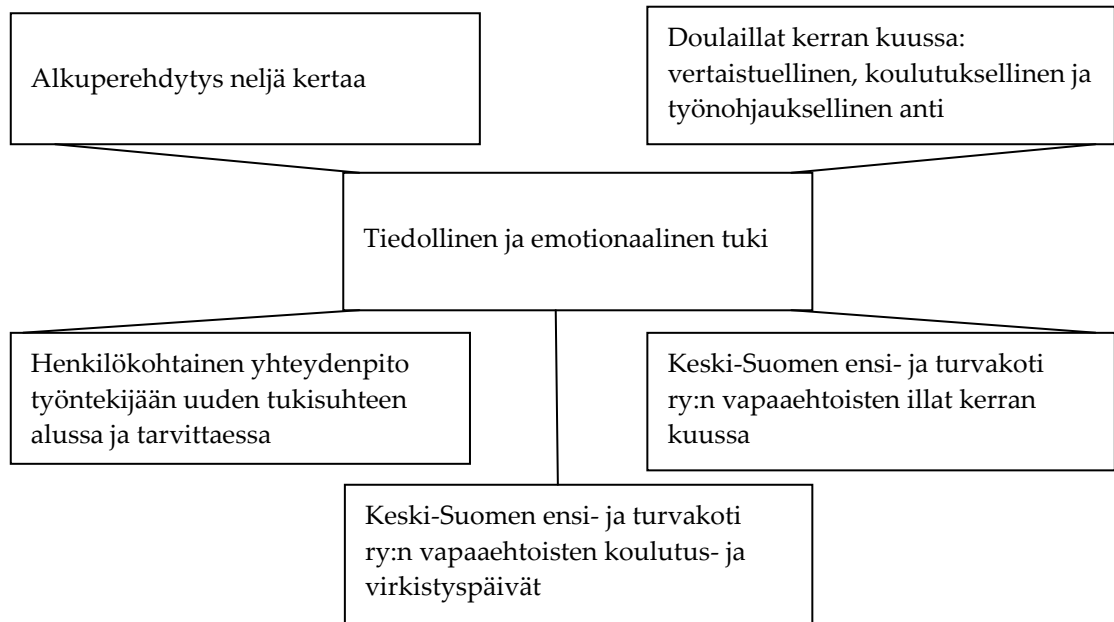 Alkuperehdytys neljä kertaa
Doulaillat kerran kuussa:
vertaistuellinen, koulutuksellinen ja
työnohjauksellinen anti
Tiedollinen ja emotionaalinen tuki
Henkilökohtainen yhteydenpito
työntekijään uuden tukisuhteen
alussa ja tarvittaessa
Keski-Suomen ensi- ja turvakoti
ry:n vapaaehtoisten illat kerran
kuussa
Keski-Suomen ensi- ja turvakoti
ry:n vapaaehtoisten koulutus- ja
virkistyspäivät